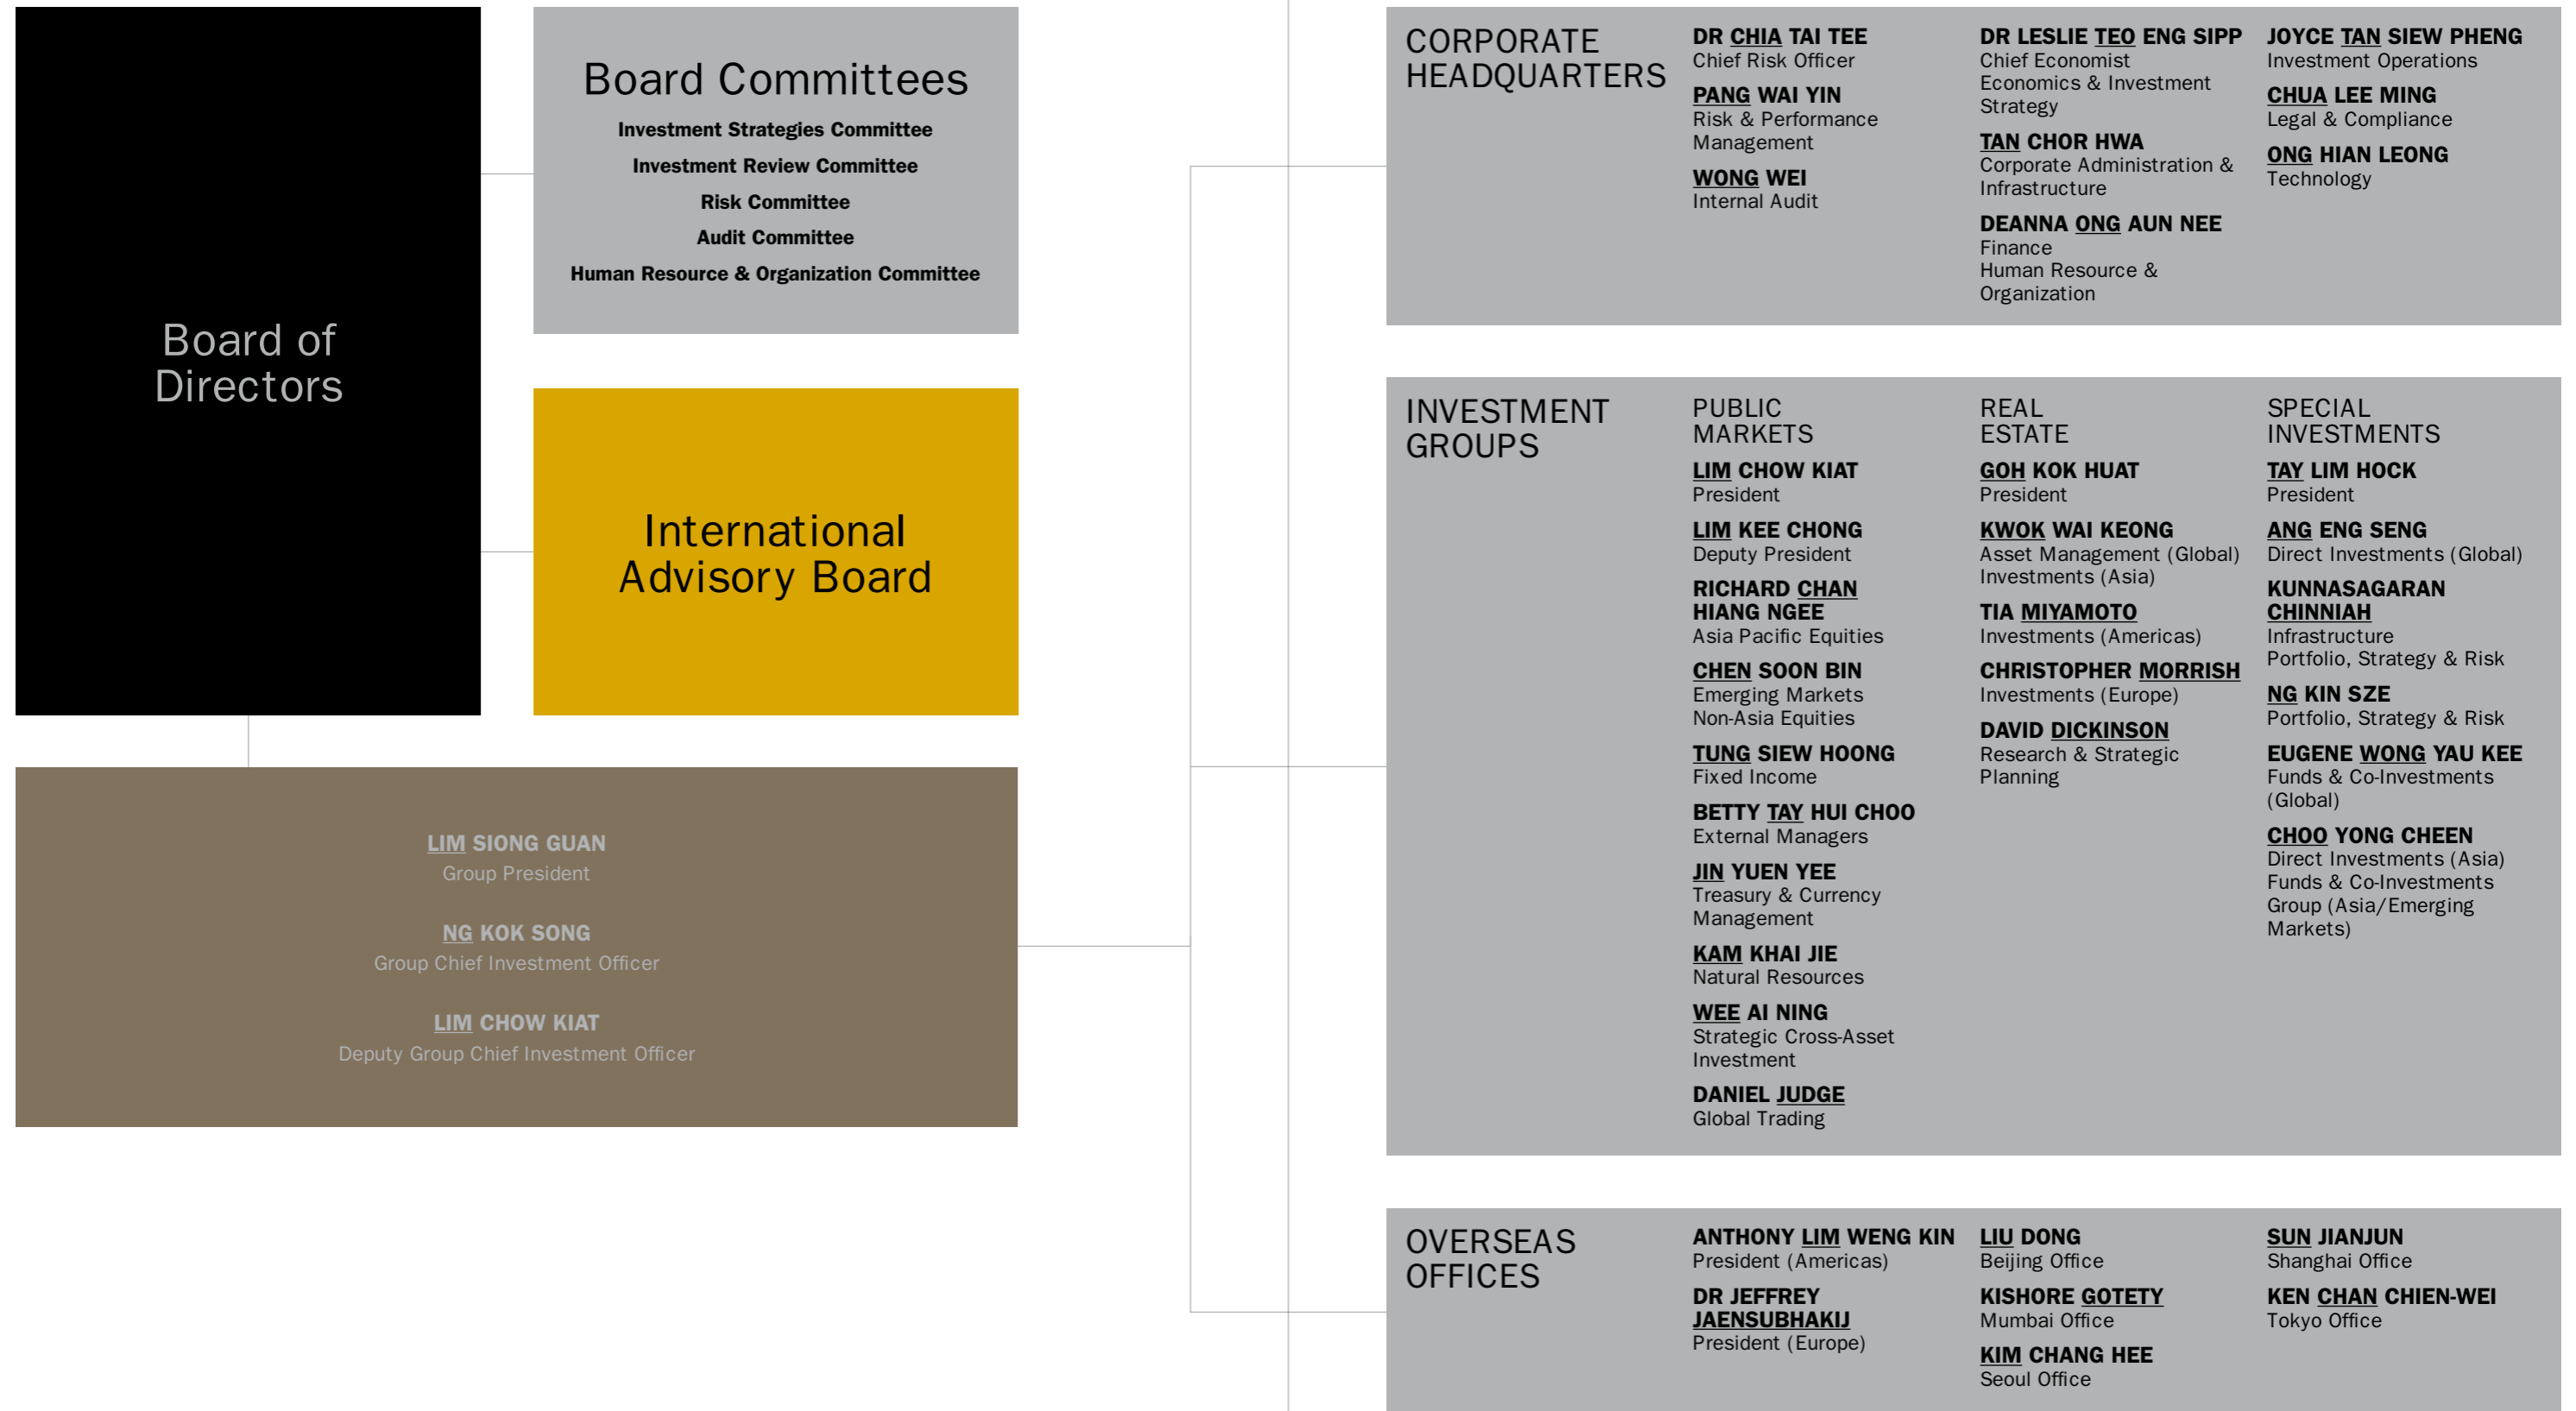 Board of
Directors
Board Committees
Investment Strategies Committee
Investment Review Committee
Risk Committee
Audit Committee
Human Resource & Organization Committee
International
Advisory Board
LIM SIONG GUAN
Group President
NG KOK SONG
Group Chief Investment Officer
LIM CHOW KIAT
Deputy Group Chief Investment Officer
CORPORATE
HEADQUARTERS
DR CHIA TAI TEE
Chief Risk Officer
PANG WAI YIN
Risk & Performance
Management
WONG WEI
Internal Audit
DR LESLIE TEO ENG SIPP
Chief Economist
Economics & Investment
Strategy
TAN CHOR HWA
Corporate Administration &
Infrastructure
DEANNA ONG AUN NEE
Finance
Human Resource &
Organization
JOYCE TAN SIEW PHENG
Investment Operations
CHUA LEE MING
Legal & Compliance
ONG HIAN LEONG
Technology
INVESTMENT
GROUPS
PUBLIC
MARKETS
LIM CHOW KIAT
President
LIM KEE CHONG
Deputy President
RICHARD CHAN
HIANG NGEE
Asia Pacific Equities
CHEN SOON BIN
Emerging Markets
Non-Asia Equities
TUNG SIEW HOONG
Fixed Income
BETTY TAY HUI CHOO
External Managers
JIN YUEN YEE
Treasury & Currency
Management
KAM KHAI JIE
Natural Resources
WEE AI NING
Strategic Cross-Asset
Investment
DANIEL JUDGE
Global Trading
REAL
ESTATE
GOH KOK HUAT
President
KWOK WAI KEONG
Asset Management (Global)
Investments (Asia)
TIA MIYAMOTO
Investments (Americas)
CHRISTOPHER MORRISH
Investments (Europe)
DAVID DICKINSON
Research & Strategic
Planning
SPECIAL
INVESTMENTS
TAY LIM HOCK
President
ANG ENG SENG
Direct Investments (Global)
KUNNASAGARAN
CHINNIAH
Infrastructure
Portfolio, Strategy & Risk
NG KIN SZE
Portfolio, Strategy & Risk
EUGENE WONG YAU KEE
Funds & Co-Investments
(Global)
CHOO YONG CHEEN
Direct Investments (Asia)
Funds & Co-Investments
Group (Asia/Emerging
Markets)
OVERSEAS
OFFICES
ANTHONY LIM WENG KIN
President (Americas)
DR JEFFREY
JAENSUBHAKIJ
President (Europe)
LIU DONG
Beijing Office
KISHORE GOTETY
Mumbai Office
KIM CHANG HEE
Seoul Office
SUN JIANJUN
Shanghai Office
KEN CHAN CHIEN-WEI
Tokyo Office